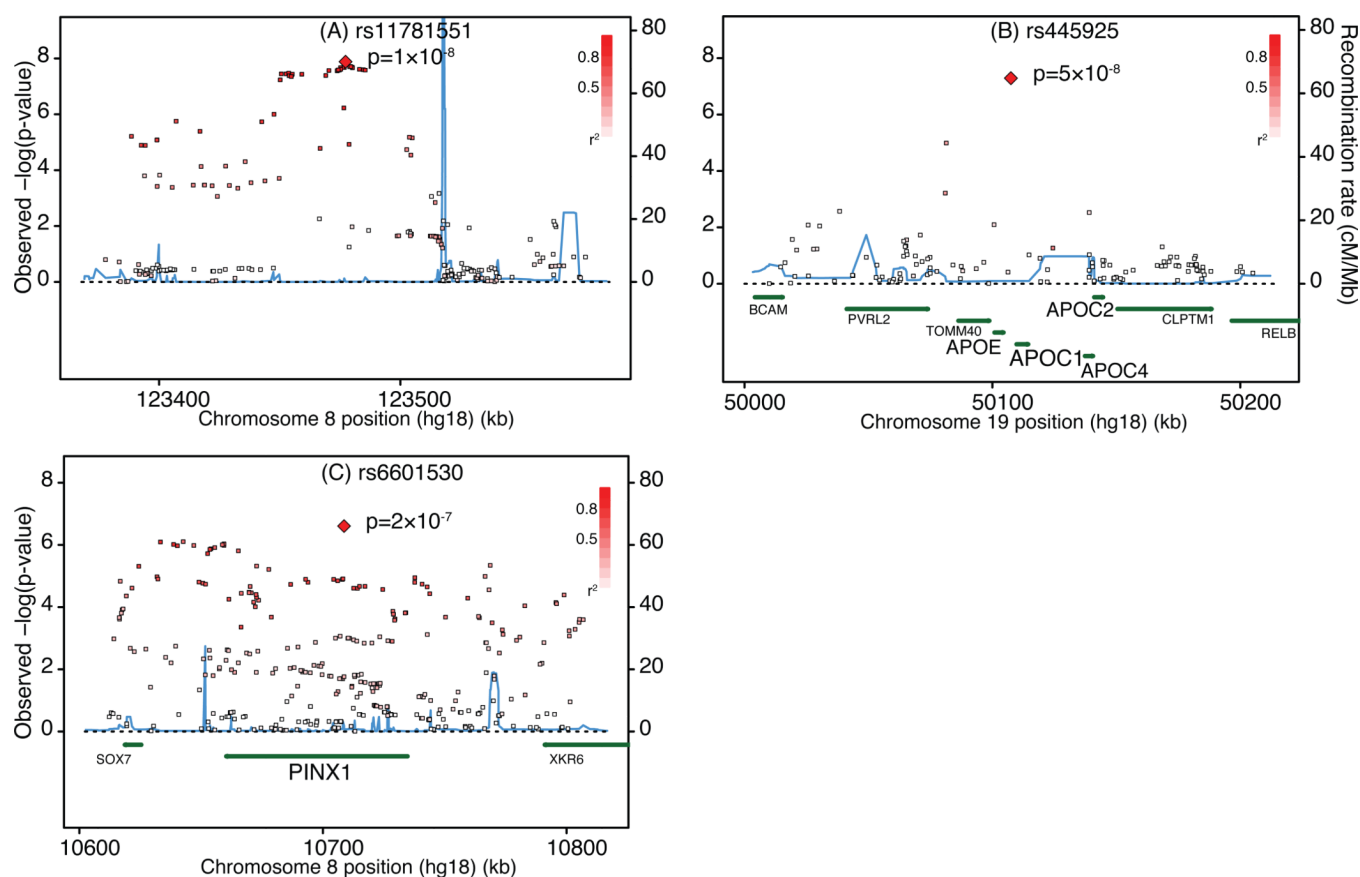 (A) rs11781551
p=1×10-8
8
6
4
2
0
80
60
40
20
0
0.8
0.5
r2
Observed –log(p-value)
123400
123500
Chromosome 8 position (hg18) (kb)
(B) rs445925
p=5×10-8
8
6
4
2
0
80
60
40
20
0
0.8
0.5
r2
Recombination rate (cM/Mb)
BCAM
PVRL2
APOC2
CLPTM1
TOMM40
RELB
APOE
APOC1
APOC4
50000
50100
50200
Chromosome 19 position (hg18) (kb)
(C) rs6601530
p=2×10-7
8
6
4
2
0
80
60
40
20
0
0.8
0.5
r2
Observed –log(p-value)
SOX7
PINX1
XKR6
10600
10700
10800
Chromosome 8 position (hg18) (kb)